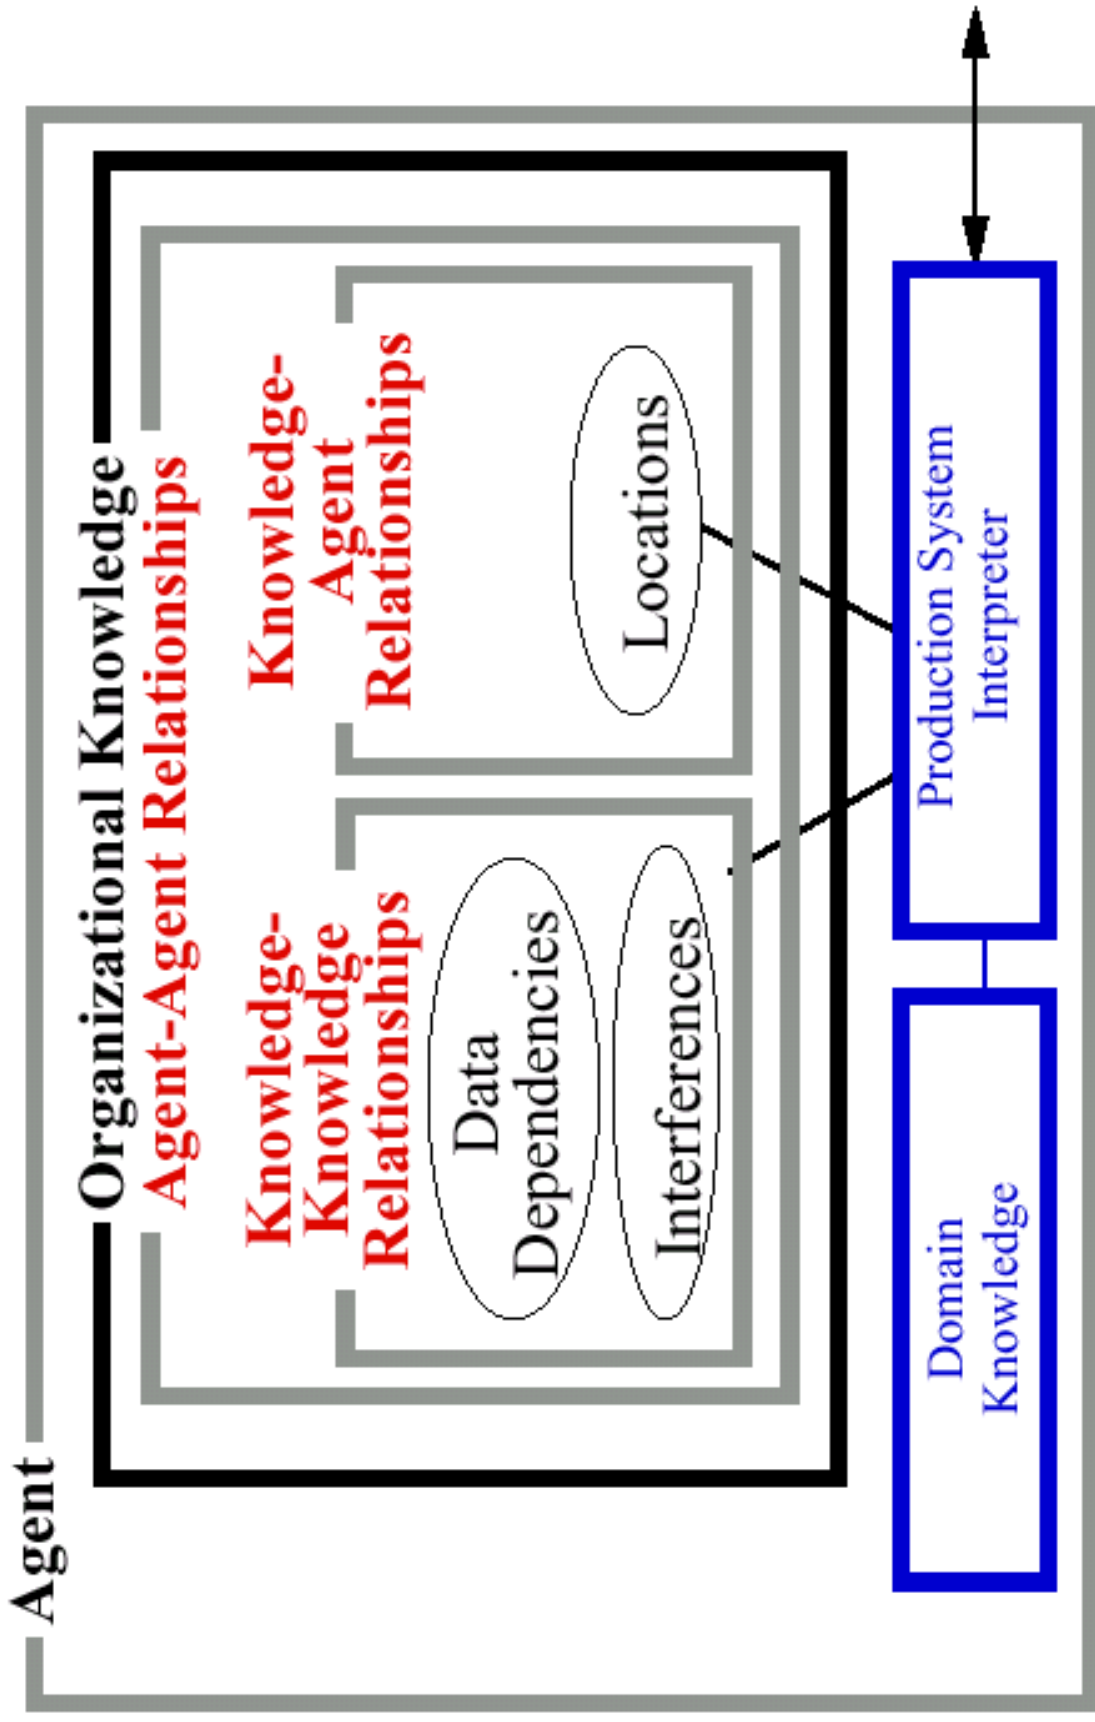 Agent
Organizational Knowledge
Agent-Agent Relationships
Knowledge-
Knowledge
Relationships
Data
Dependencies
Interferences
Knowledge-
Agent
Relationships
Locations
Domain
Knowledge
Production System
Interpreter